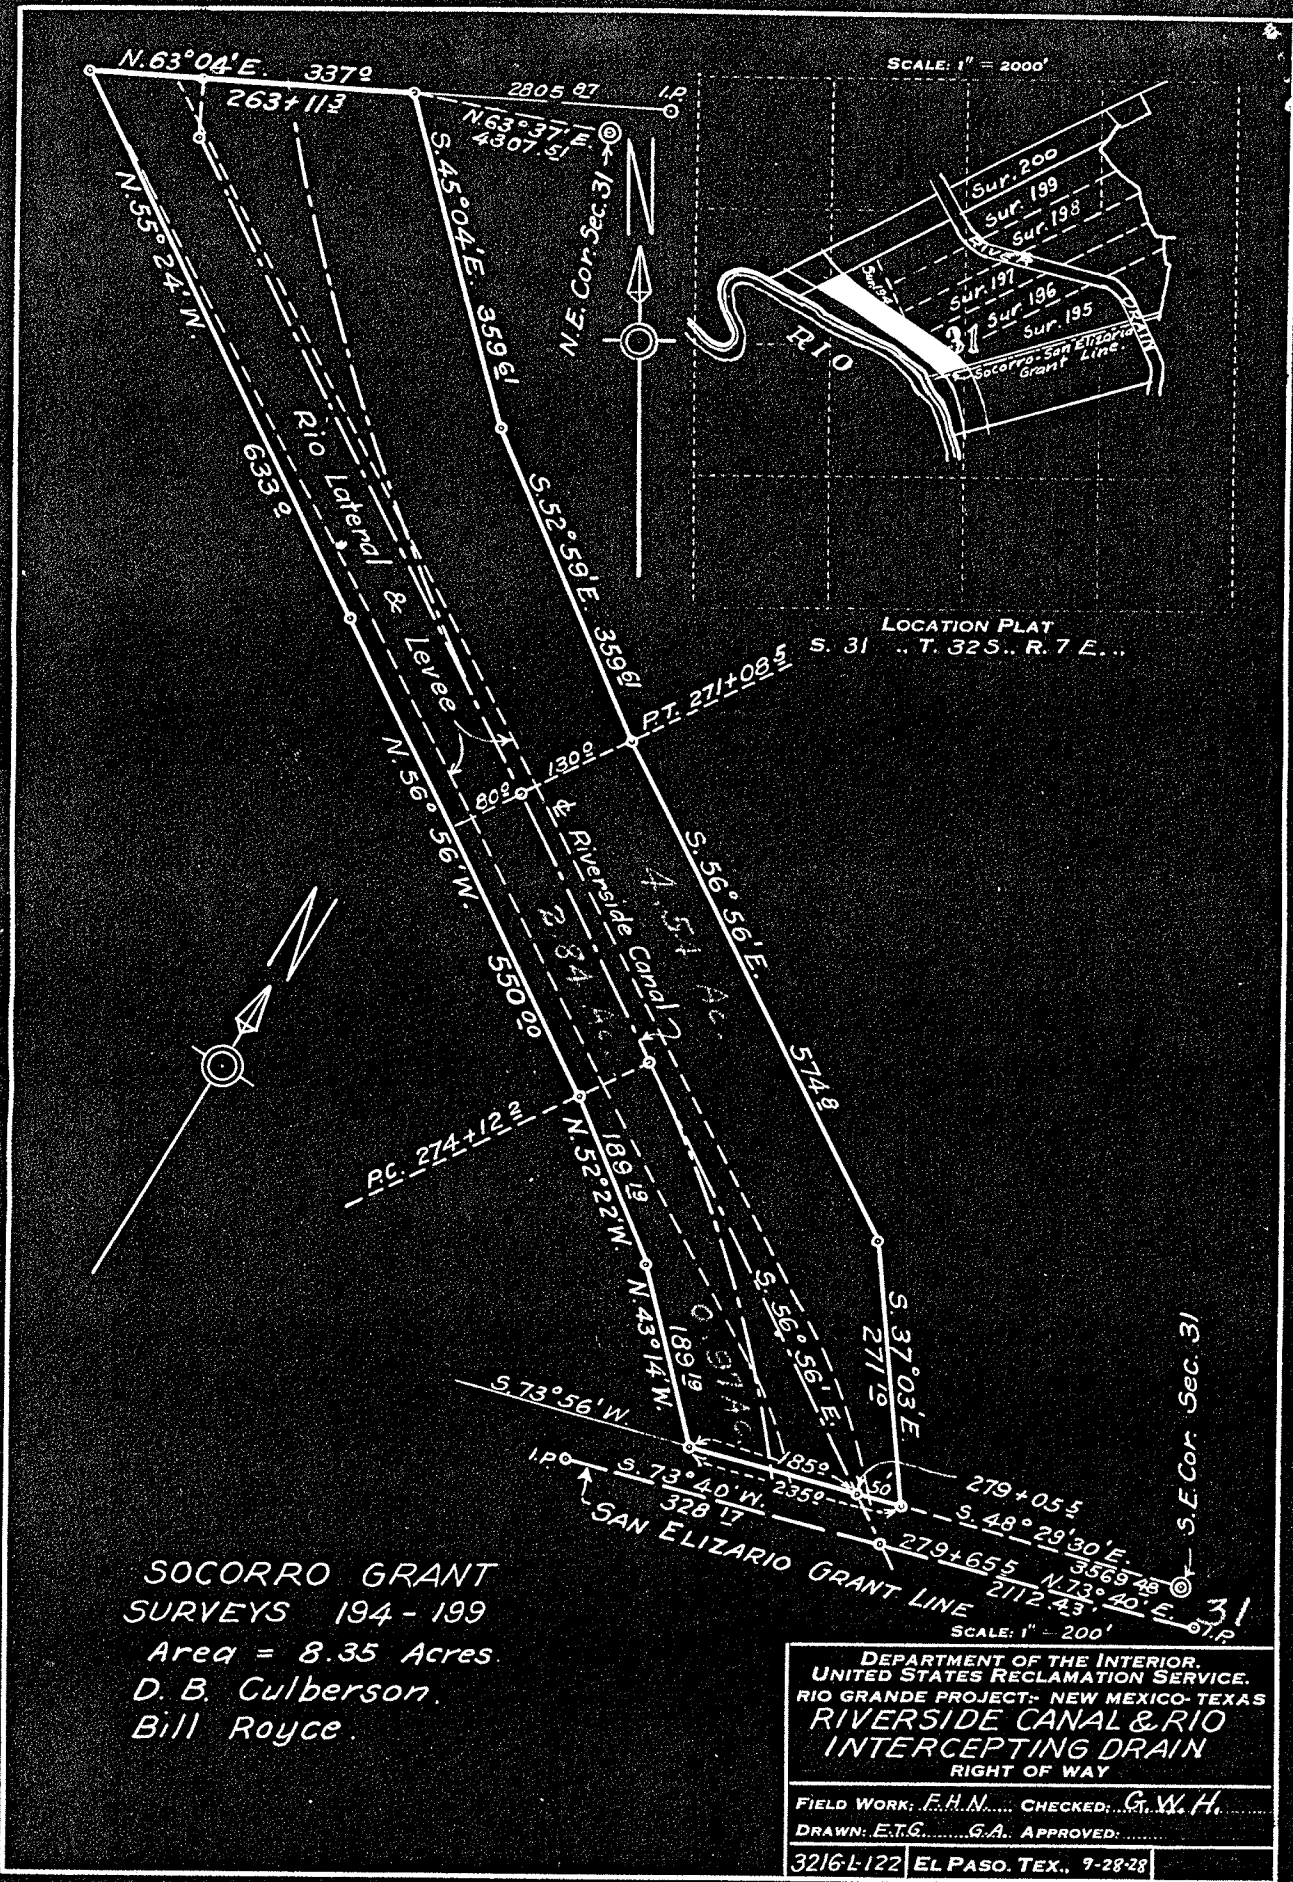 SCALE: 1" = 2000'
N. 63° 04' E. 337 0
263+11 3
2805 87
I.P.
N. 63° 37' E.
4307.51
N.E. Cor. Sec. 31
S. 45° 04' E. 359 61
N. 55° 24' W.
633 0
Rio Lateral & Levee
S. 52° 59' E. 359 61
Sur. 200
Sur. 199
Sur. 198
Sur. 197
Sur. 196
Sur. 195
Sur. 194
RIVER
DRAIN
RIO
31
Socorro-San Elizario
Grant Line.
LOCATION PLAT
S. 31 .. T. 32 S.. R. 7 E. ..
P.T. 271+08 5
130 0
80 0
N. 56° 56' W.
550 00
℄ Riverside Canal
4.54 Ac.
2.84 Ac.
S. 56° 56' E.
574 8
P.C. 274+12 2
N. 52° 22' W.
189 19
N. 43° 14' W.
189 19
0.97 Ac.
S. 56° 56' E.
S. 37° 03' E.
271 10
S. 73° 56' W.
185 0
50'
235 0
279+05 5
S. 48° 29' 30" E.
3569 48
S.E. Cor. Sec. 31
I.P.
S. 73° 40' W.
328 17
279+65 5
N. 73° 40' E.
2112.43'
31
I.P.
SAN ELIZARIO GRANT LINE
SCALE: 1" = 200'
SOCORRO GRANT
SURVEYS 194 - 199
Area = 8.35 Acres.
D. B. Culberson.
Bill Royce.
DEPARTMENT OF THE INTERIOR.
UNITED STATES RECLAMATION SERVICE.
RIO GRANDE PROJECT:- NEW MEXICO-TEXAS
RIVERSIDE CANAL & RIO
INTERCEPTING DRAIN
RIGHT OF WAY
FIELD WORK: F.H.N..... CHECKED: G.W.H.......
DRAWN: E.T.G....... G.A. APPROVED:.......
3216-L-122 EL PASO. TEX., 9-28-28